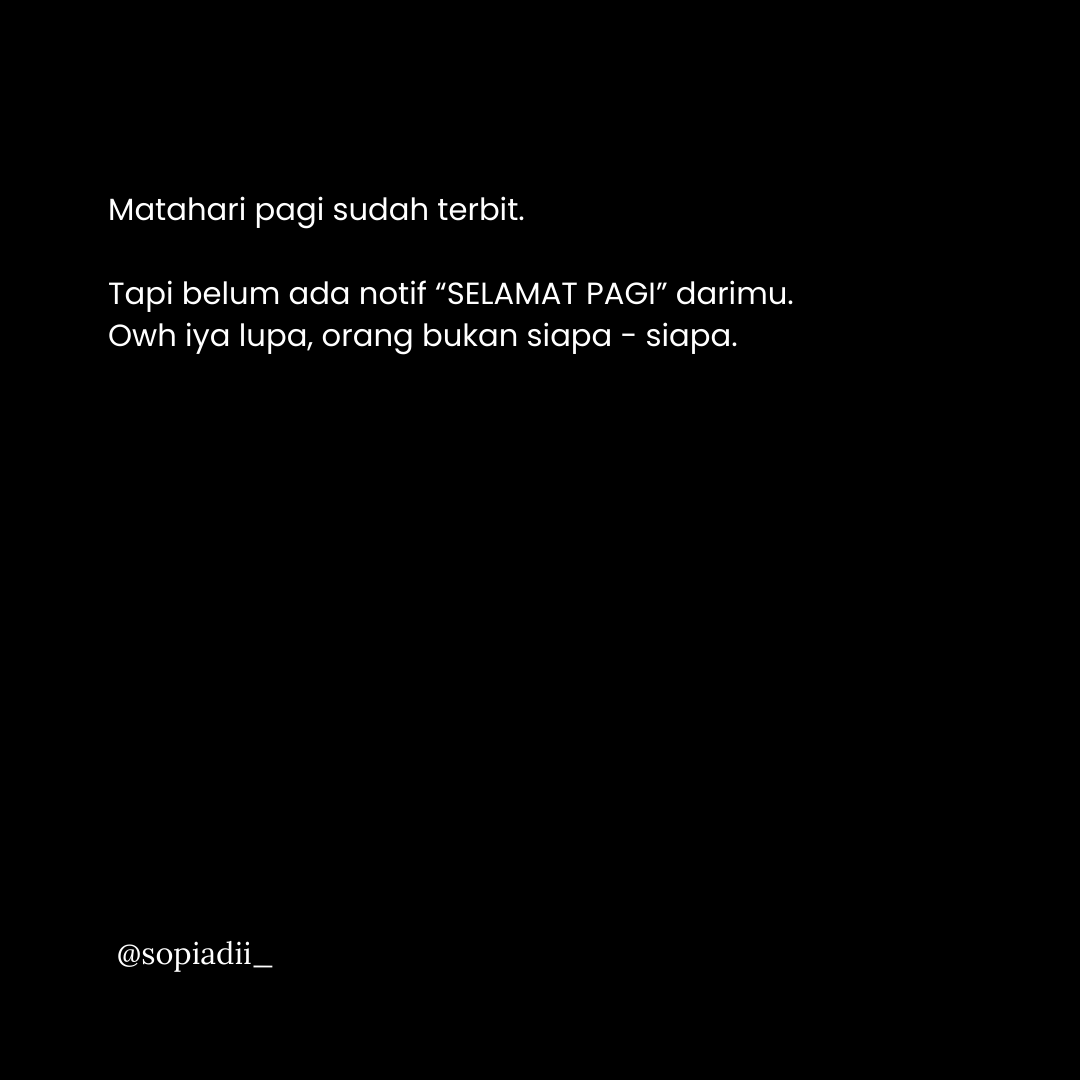 Matahari pagi sudah terbit.
Tapi belum ada notif “SELAMAT PAGI” darimu.
Owh iya lupa, orang bukan siapa - siapa.
@sopiadii_